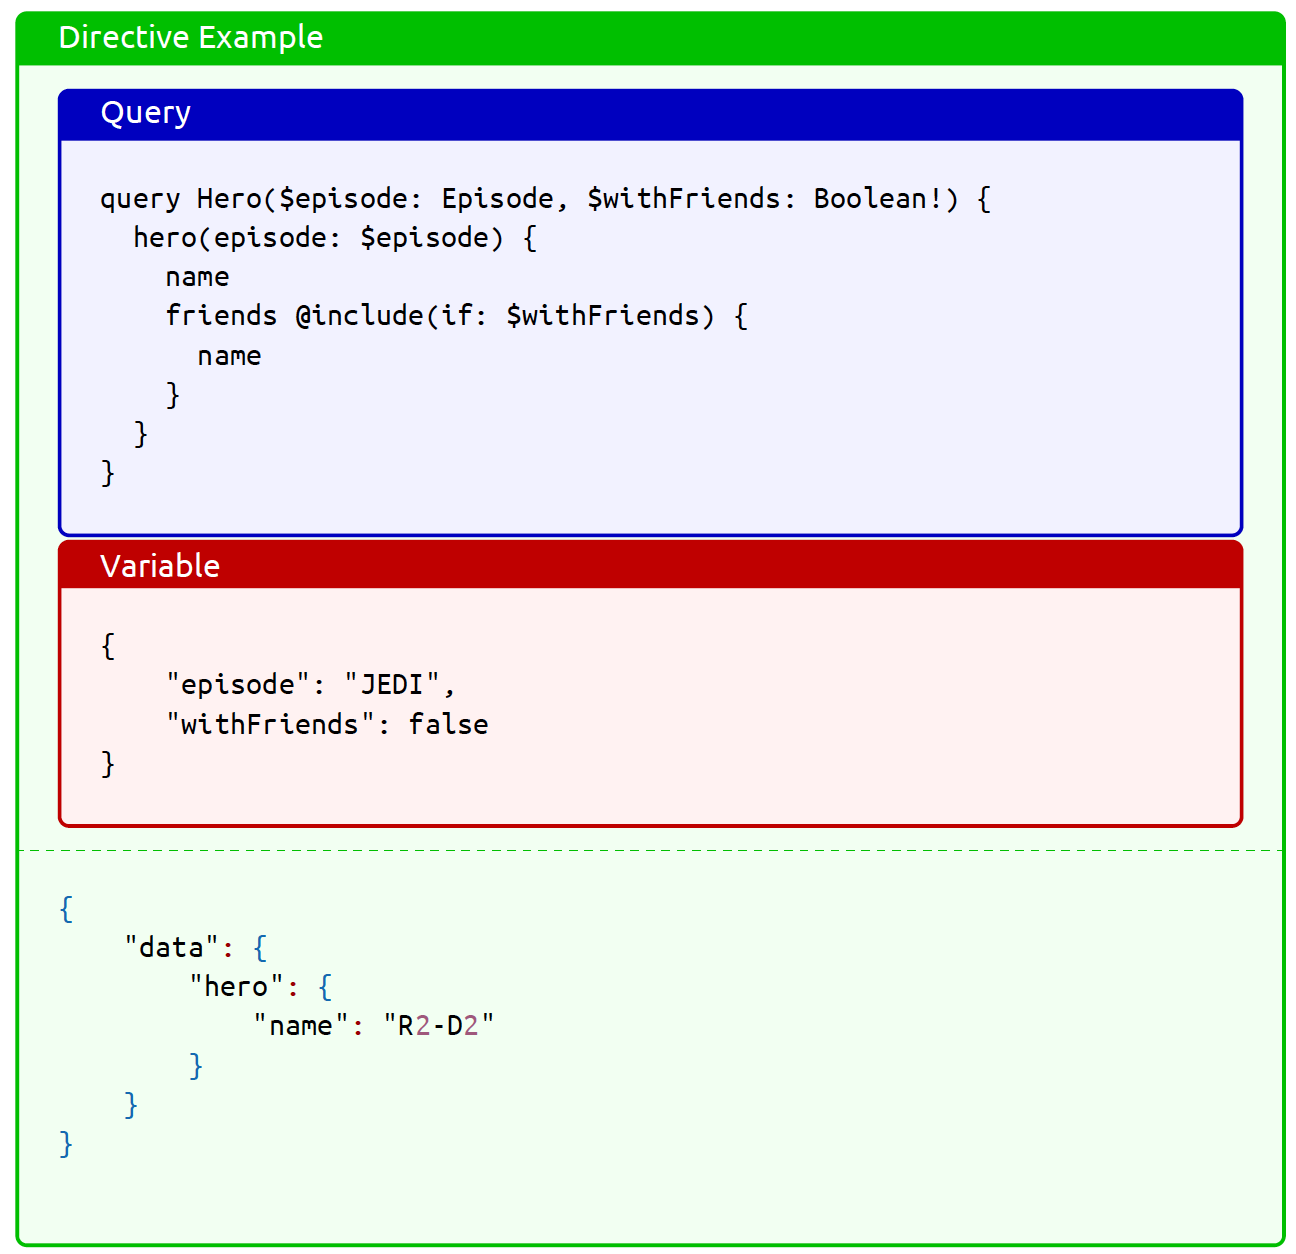 Directive Example
Query
query Hero($episode: Episode, $withFriends: Boolean!) {
  hero(episode: $episode) {
    name
    friends @include(if: $withFriends) {
      name
    }
  }
}
Variable
{
    "episode": "JEDI",
    "withFriends": false
}
{
    "data": {
        "hero": {
            "name": "R2-D2"
        }
    }
}